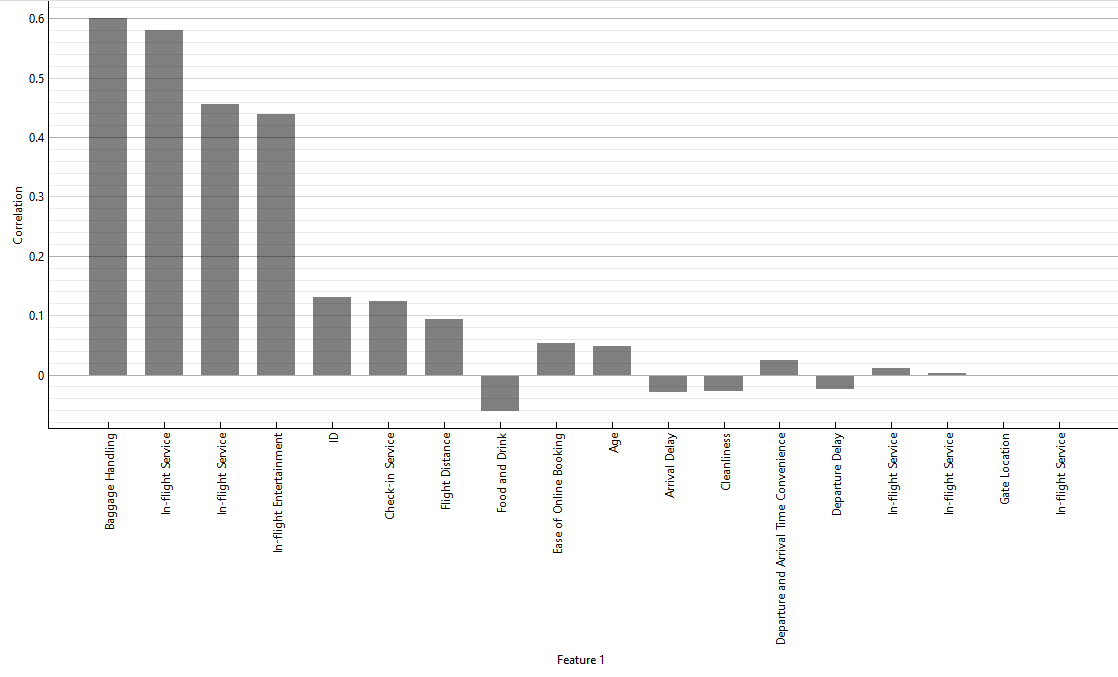 0.6
0.5
0.4
0.3
0.2
0.1
0
Correlation
Baggage Handling
In-flight Service
In-flight Service
In-flight Entertainment
ID
Check-in Service
Flight Distance
Food and Drink
Ease of Online Booking
Age
Arrival Delay
Cleanliness
Departure and Arrival Time Convenience
Departure Delay
In-flight Service
In-flight Service
Gate Location
In-flight Service
Feature 1